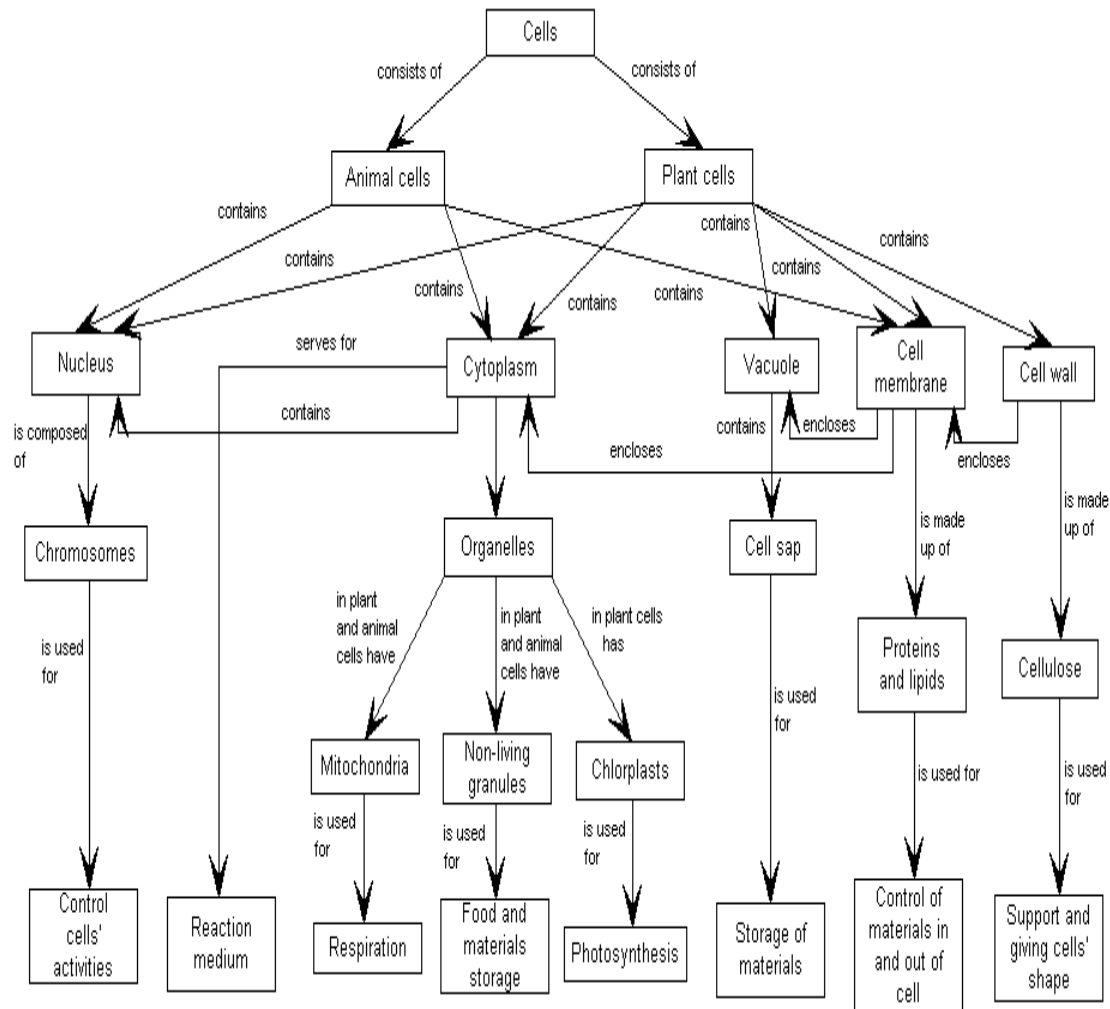 Cells
consists of
consists of
Animal cells
Plant cells
contains
contains
contains
contains
contains
contains
contains
contains
Nucleus
serves for
Cytoplasm
Vacuole
Cell
membrane
Cell wall
contains
contains
encloses
encloses
encloses
is composed
of
is made
up of
is made
up of
Chromosomes
Organelles
Cell sap
in plant
and animal
cells have
in plant
and animal
cells have
in plant cells
has
is used
for
Proteins
and lipids
Cellulose
is used
for
Mitochondria
Non-living
granules
Chlorplasts
is used for
is used
for
is used
for
is used
for
is used
for
Control
cells'
activities
Reaction
medium
Respiration
Food and
materials
storage
Photosynthesis
Storage of
materials
Control of
materials in
and out of
cell
Support and
giving cells'
shape